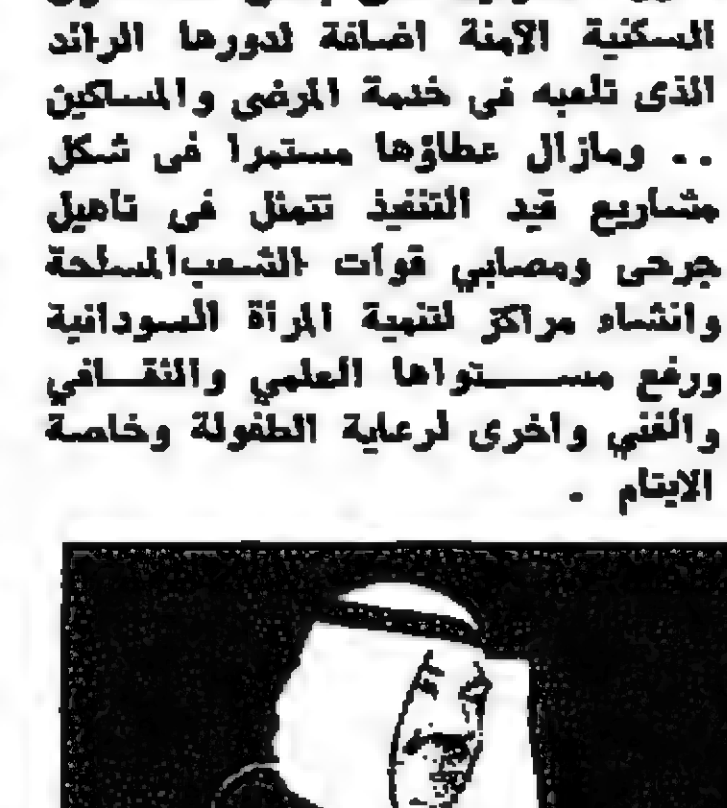 السكنية الآمنة اضافة لدورها الرائد
الذى تلعبه فى خدمة المرضى والمساكين
.. ومازال عطاؤها مستمرا فى شكل
مشاريع قيد التنفيذ تتمثل فى تاهيل
جرحى ومصابي قوات الشعب المسلحة
وانشاء مراكز لتنمية المرأة السودانية
ورفع مستواها العلمي والثقافي
والفني واخرى لرعاية الطفولة وخاصة
الايتام .